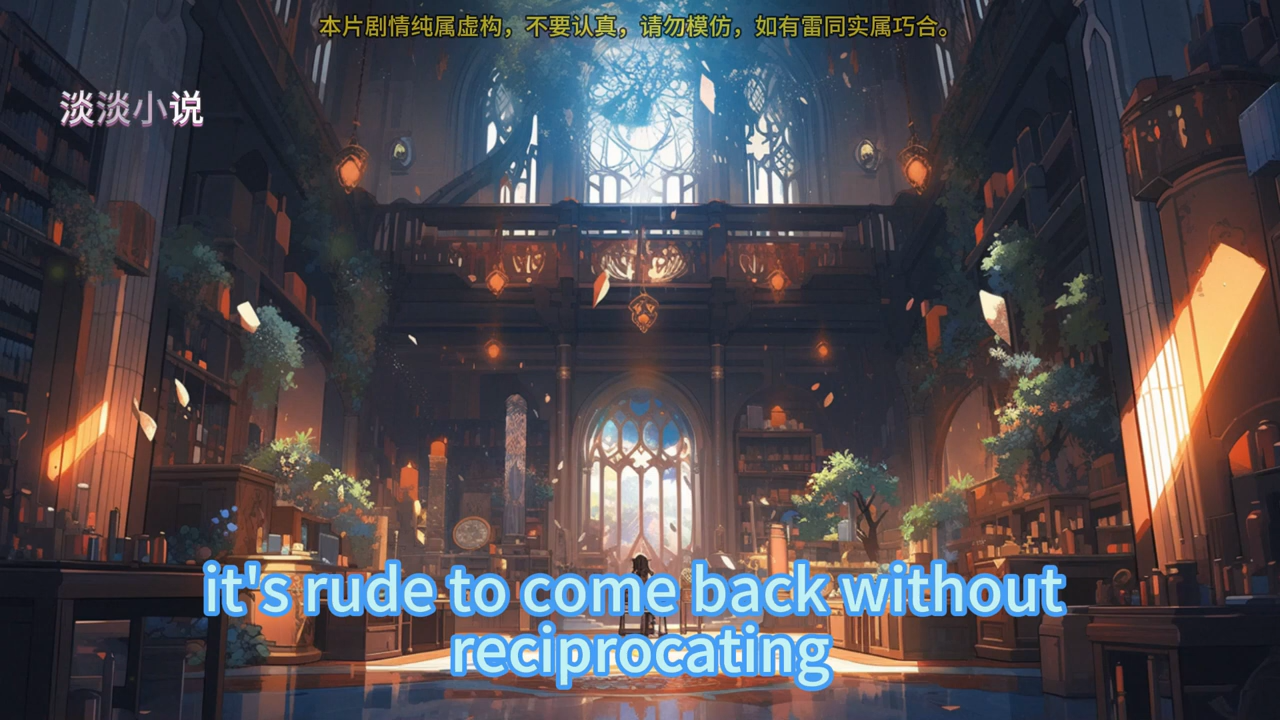 本片剧情纯属虚构，不要认真，请勿模仿，如有雷同实属巧合。
淡淡小说
it's rude to come back without
reciprocating